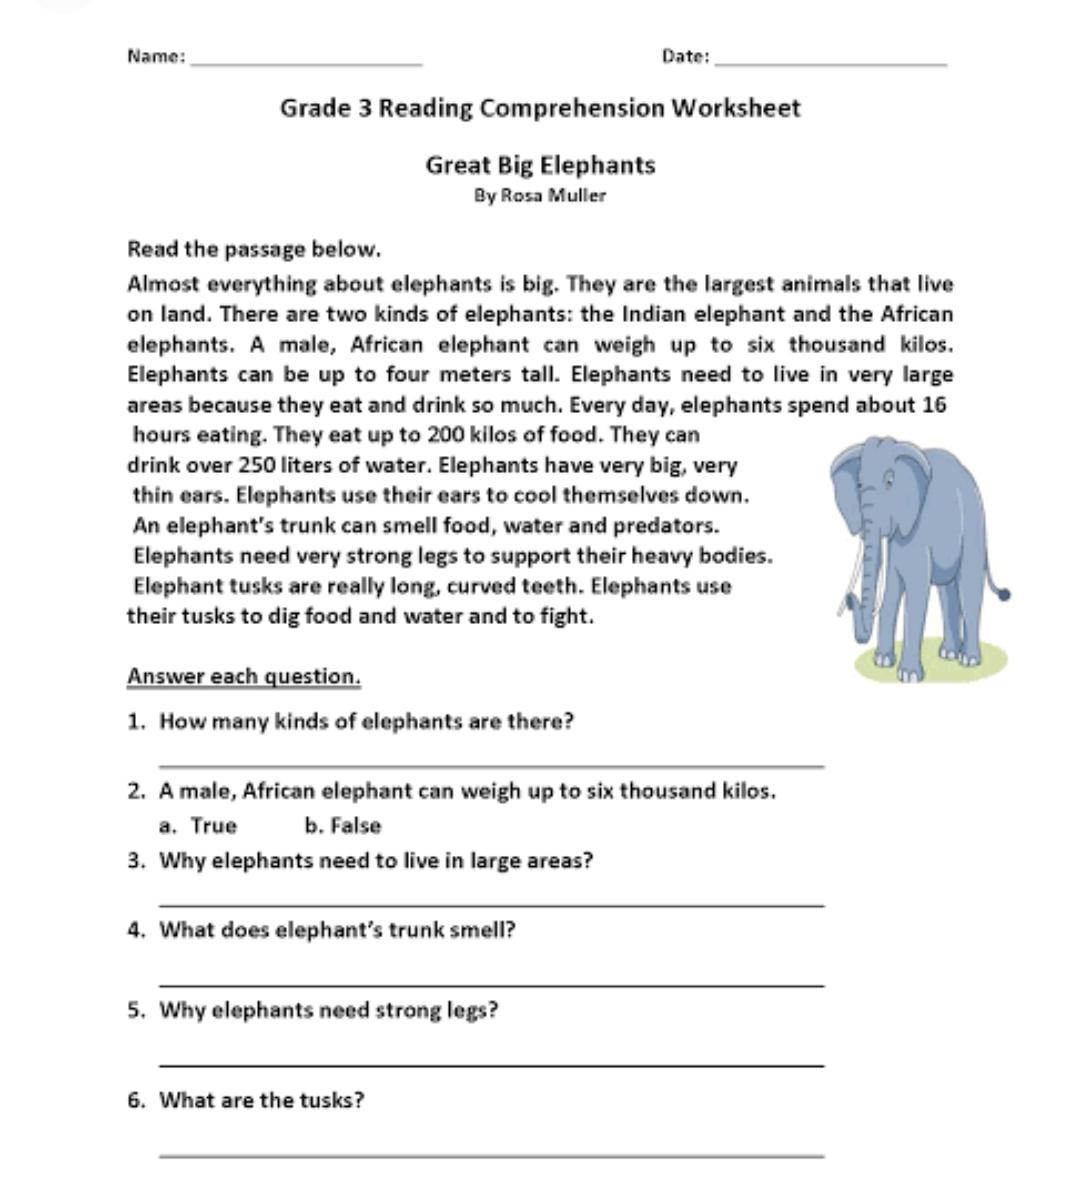 Name: ____________________ Date: ____________________
Grade 3 Reading Comprehension Worksheet
Great Big Elephants
By Rosa Muller
Read the passage below.
Almost everything about elephants is big. They are the largest animals that live
on land. There are two kinds of elephants: the Indian elephant and the African
elephants. A male, African elephant can weigh up to six thousand kilos.
Elephants can be up to four meters tall. Elephants need to live in very large
areas because they eat and drink so much. Every day, elephants spend about 16
hours eating. They eat up to 200 kilos of food. They can
drink over 250 liters of water. Elephants have very big, very
thin ears. Elephants use their ears to cool themselves down.
An elephant's trunk can smell food, water and predators.
Elephants need very strong legs to support their heavy bodies.
Elephant tusks are really long, curved teeth. Elephants use
their tusks to dig food and water and to fight.
Answer each question.
1. How many kinds of elephants are there?
2. A male, African elephant can weigh up to six thousand kilos.
a. True b. False
3. Why elephants need to live in large areas?
4. What does elephant's trunk smell?
5. Why elephants need strong legs?
6. What are the tusks?